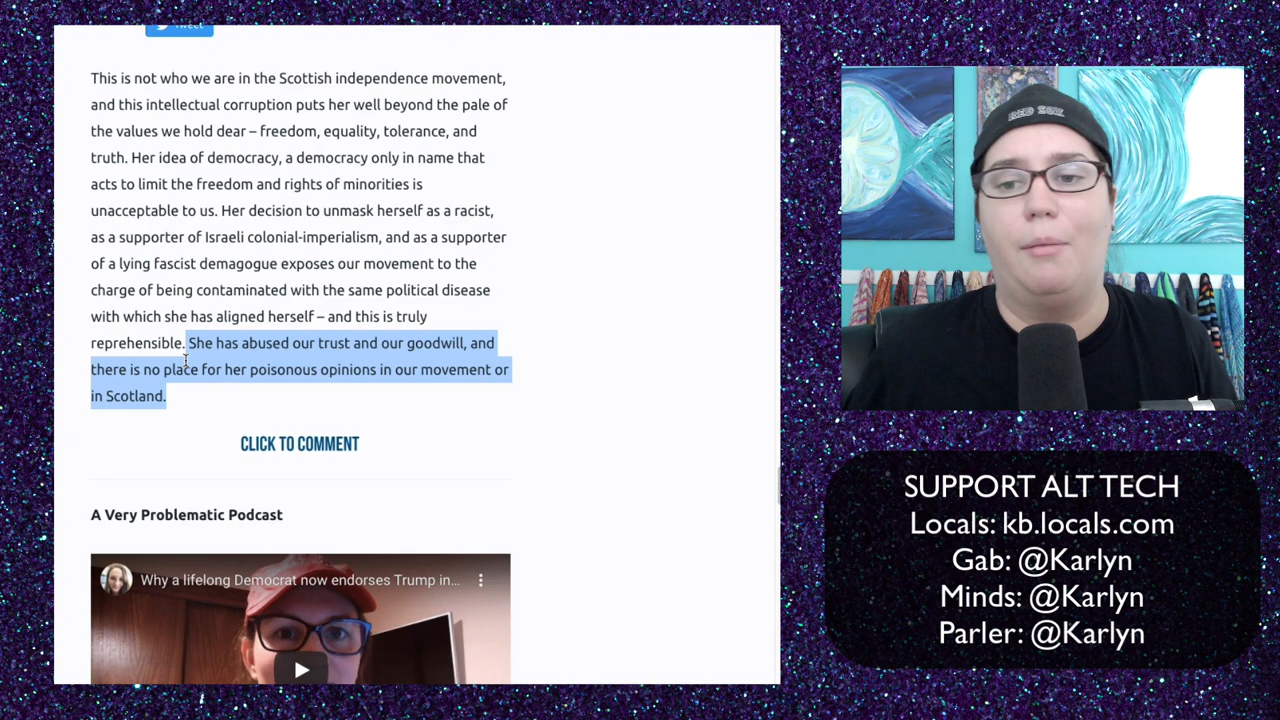 Tweet
This is not who we are in the Scottish independence movement,
and this intellectual corruption puts her well beyond the pale of
the values we hold dear – freedom, equality, tolerance, and
truth. Her idea of democracy, a democracy only in name that
acts to limit the freedom and rights of minorities is
unacceptable to us. Her decision to unmask herself as a racist,
as a supporter of Israeli colonial-imperialism, and as a supporter
of a lying fascist demagogue exposes our movement to the
charge of being contaminated with the same political disease
with which she has aligned herself – and this is truly
reprehensible. She has abused our trust and our goodwill, and
there is no place for her poisonous opinions in our movement or
in Scotland.
CLICK TO COMMENT
A Very Problematic Podcast
Why a lifelong Democrat now endorses Trump in...
RED SOX
SUPPORT ALT TECH
Locals: kb.locals.com
Gab: @Karlyn
Minds: @Karlyn
Parler: @Karlyn